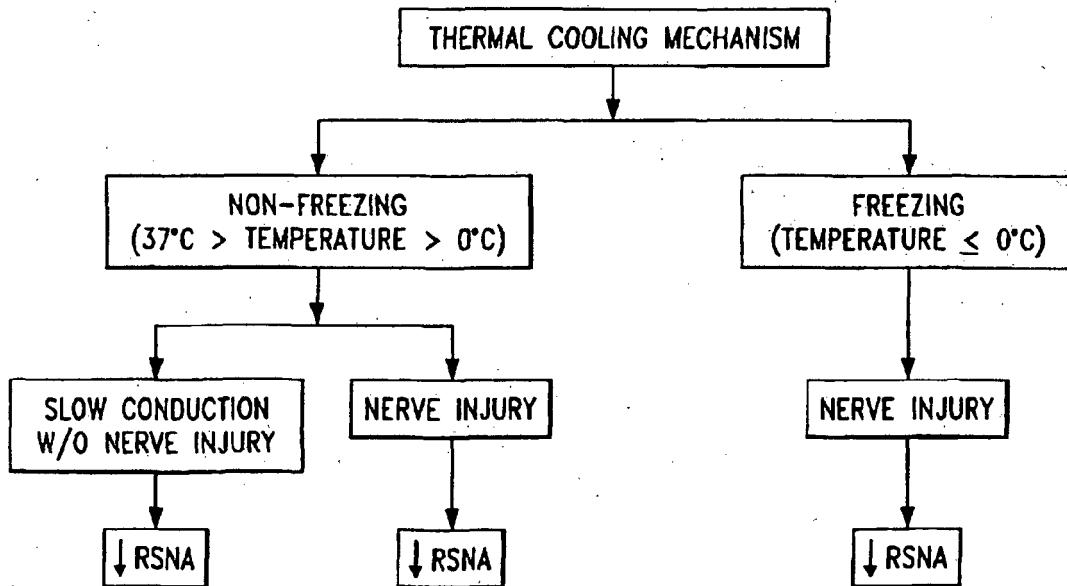 THERMAL COOLING MECHANISM
NON-FREEZING
(37°C > TEMPERATURE > 0°C)
FREEZING
(TEMPERATURE ≤ 0°C)
SLOW CONDUCTION
W/O NERVE INJURY
NERVE INJURY
NERVE INJURY
↓ RSNA
↓ RSNA
↓ RSNA